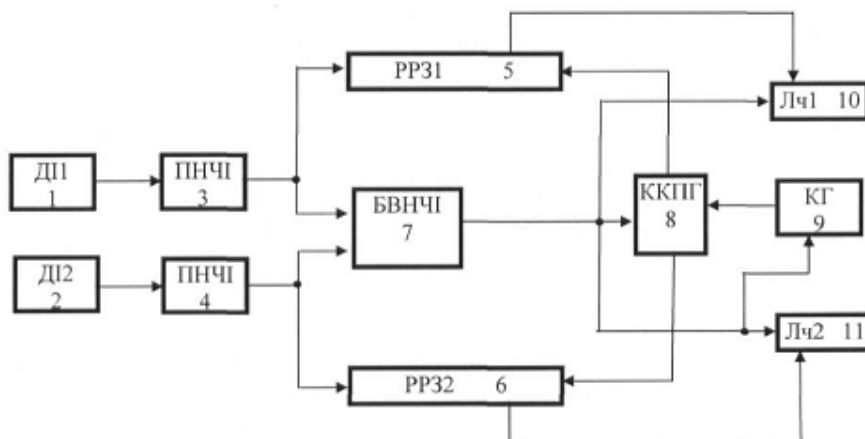 РРЗ1 5
Лч1 10
ДІ1
1
ПНЧІ
3
БВНЧІ
7
ККПГ
8
КГ
9
ДІ2
2
ПНЧІ
4
Лч2 11
РРЗ2 6